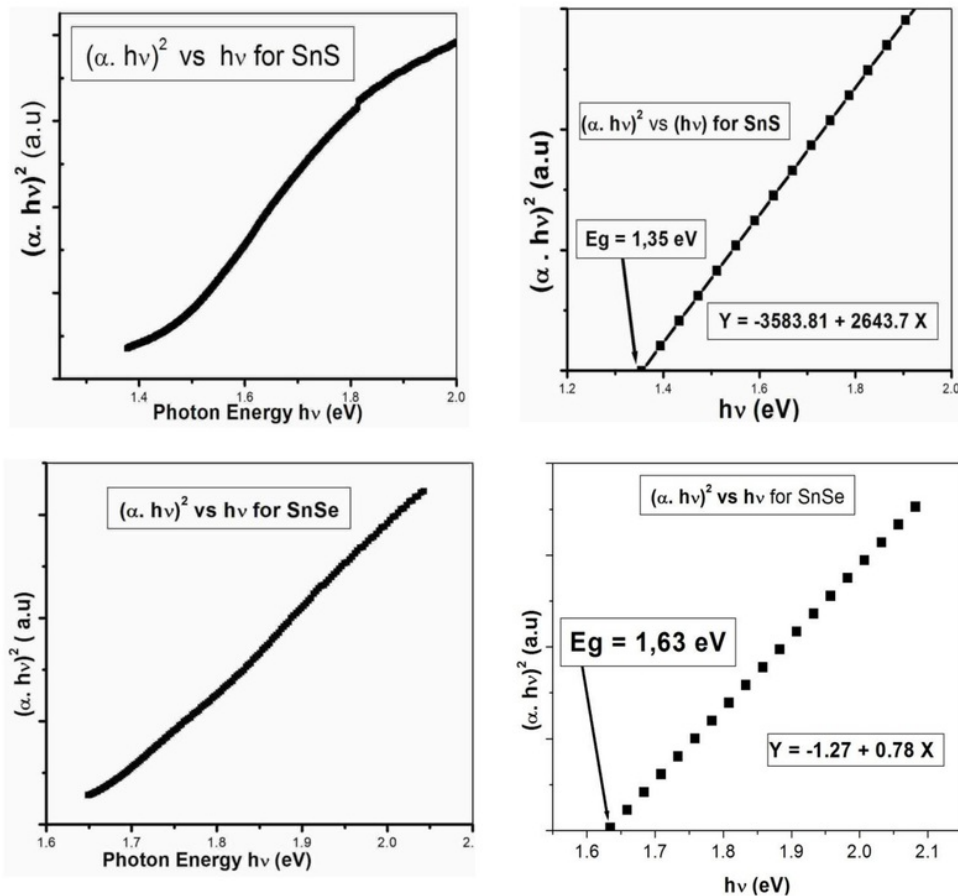 (α. hν)² vs hν for SnS
(α. hν)² (a.u)
1.4
1.6
1.8
2.0
Photon Energy hν (eV)
(α. hν)² vs (hν) for SnS
(α . hν)² (a.u)
Eg = 1,35 eV
Y = -3583.81 + 2643.7 X
1.2
1.4
1.6
1.8
2.0
hν (eV)
(α. hν)² vs hν for SnSe
(α. hν)² ( a.u)
1.6
1.7
1.8
1.9
2.0
2.1
Photon Energy hν (eV)
(α. hν)² vs hν for SnSe
(α. hν)² (a.u)
Eg = 1,63 eV
Y = -1.27 + 0.78 X
1.6
1.7
1.8
1.9
2.0
2.1
hν (eV)